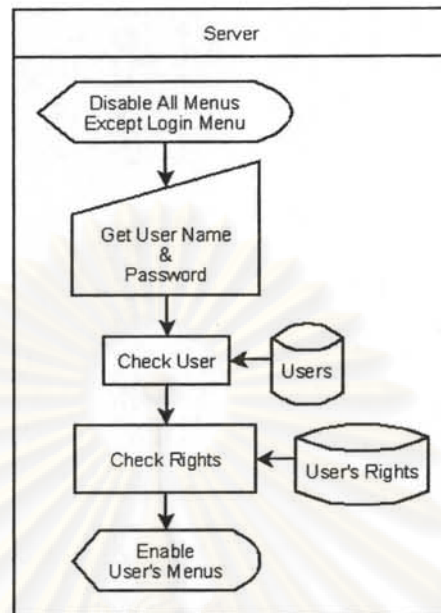 Server
Disable All Menus
Except Login Menu
Get User Name
&
Password
Check User
Users
Check Rights
User's Rights
Enable
User's Menus